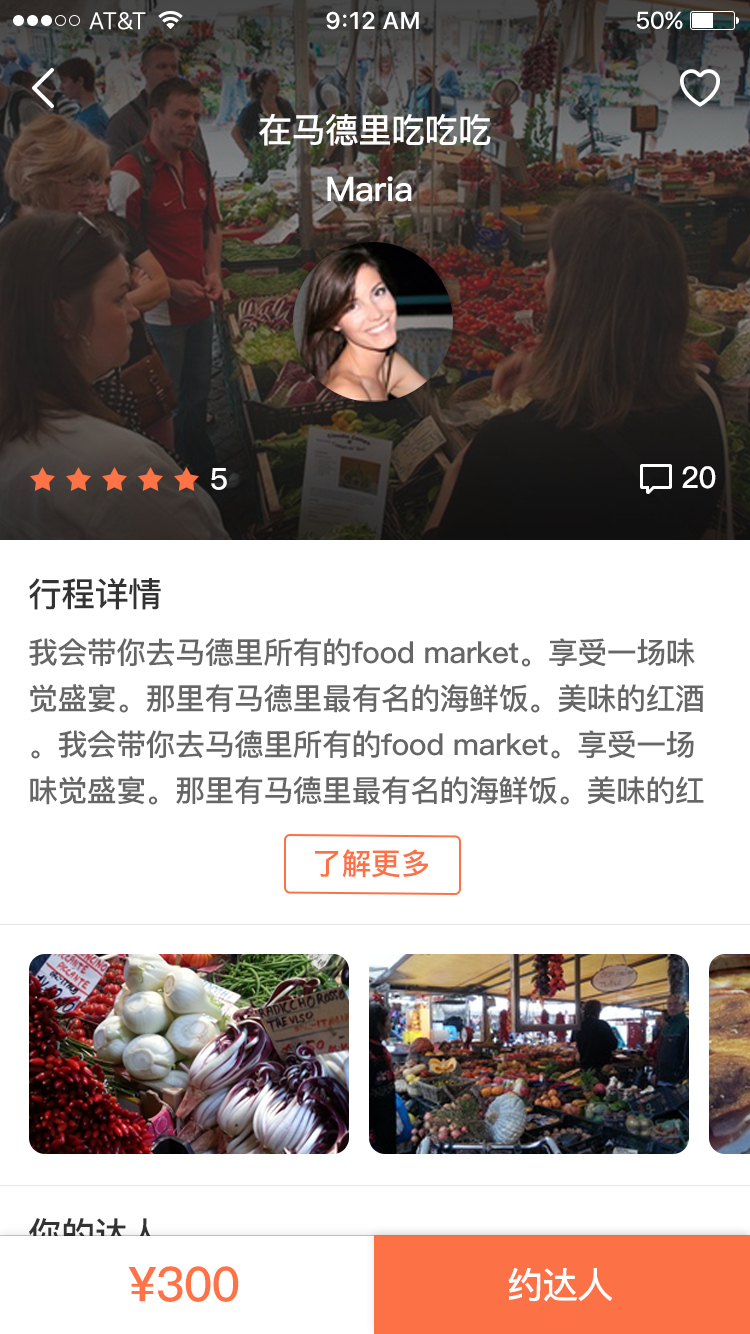 AT&T 9:12 AM 50%
在马德里吃吃吃
Maria
5 20
行程详情
我会带你去马德里所有的food market。享受一场味
觉盛宴。那里有马德里最有名的海鲜饭。美味的红酒
。我会带你去马德里所有的food market。享受一场
味觉盛宴。那里有马德里最有名的海鲜饭。美味的红
了解更多
PICCANTE
RADICCHIO ROSSO
TREVISO
你的达人
¥300 约达人